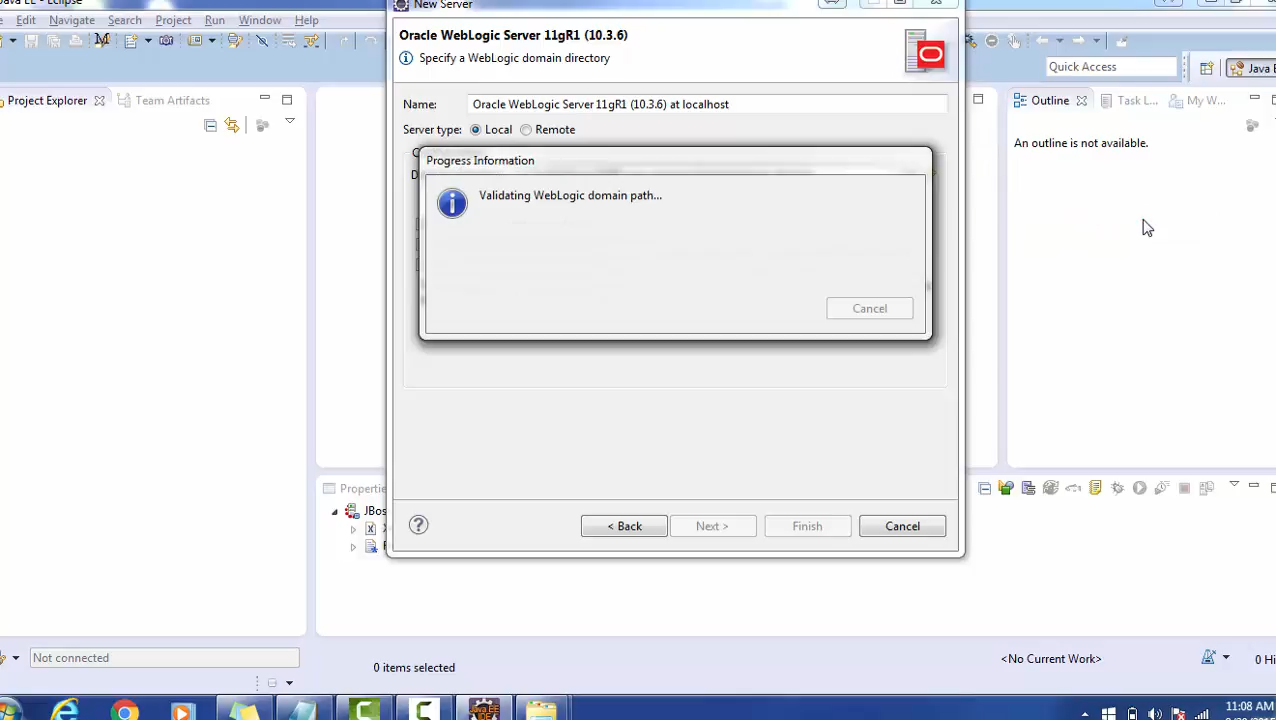 Java EE - Eclipse
New Server
Edit Navigate Search Project Run Window Help
Oracle WebLogic Server 11gR1 (10.3.6)
Specify a WebLogic domain directory
Quick Access
Java E
Project Explorer
Team Artifacts
Name:
Oracle WebLogic Server 11gR1 (10.3.6) at localhost
Outline
Task L...
My W...
Server type:
Local
Remote
An outline is not available.
Progress Information
Validating WebLogic domain path...
Cancel
Propertie
JBos
< Back
Next >
Finish
Cancel
Not connected
0 items selected
<No Current Work>
0 Hi
Java EE
IDE
11:08 AM